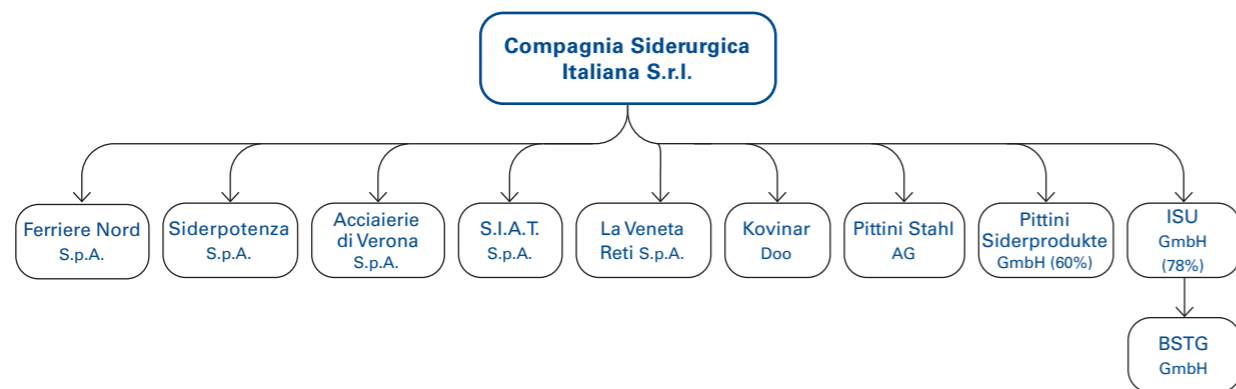 Compagnia Siderurgica
Italiana S.r.l.
Ferriere Nord
S.p.A.
Siderpotenza
S.p.A.
Acciaierie
di Verona
S.p.A.
S.I.A.T.
S.p.A.
La Veneta
Reti S.p.A.
Kovinar
Doo
Pittini Stahl
AG
Pittini
Siderprodukte
GmbH (60%)
ISU
GmbH
(78%)
BSTG
GmbH